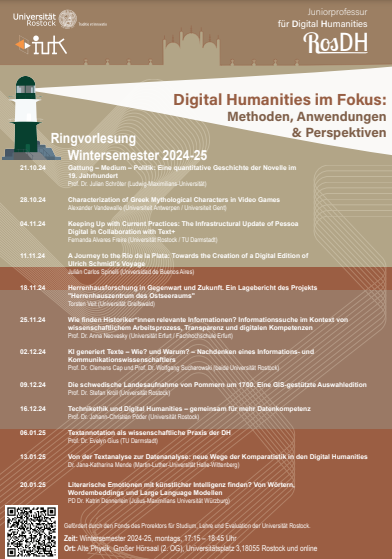 Universität
Rostock
Traditio et Innovatio
iuk
Juniorprofessur
für Digital Humanities
RosDH
Digital Humanities im Fokus:
Methoden, Anwendungen
& Perspektiven
Ringvorlesung
Wintersemester 2024-25
21.10.24 Gattung – Medium – Politik: Eine quantitative Geschichte der Novelle im
19. Jahrhundert
Prof. Dr. Julian Schröter (Ludwig-Maximilians-Universität)
28.10.24 Characterization of Greek Mythological Characters in Video Games
Alexander Vandewalle (Universiteit Antwerpen / Universiteit Gent)
04.11.24 Keeping Up with Current Practices: The Infrastructural Update of Pessoa
Digital in Collaboration with Text+
Fernanda Alvares Freire (Universität Rostock / TU Darmstadt)
11.11.24 A Journey to the Río de la Plata: Towards the Creation of a Digital Edition of
Ulrich Schmidl's Voyage
Julián Carlos Spinelli (Universidad de Buenos Aires)
18.11.24 Herrenhausforschung in Gegenwart und Zukunft. Ein Lagebericht des Projekts
"Herrenhauszentrum des Ostseeraums"
Torsten Veit (Universität Greifswald)
25.11.24 Wie finden Historiker*innen relevante Informationen? Informationssuche im Kontext von
wissenschaftlichem Arbeitsprozess, Transparenz und digitalen Kompetenzen
Prof. Dr. Anna Neovesky (Universität Erfurt / Fachhochschule Erfurt)
02.12.24 KI generiert Texte – Wie? und Warum? – Nachdenken eines Informations- und
Kommunikationswissenschaftlers
Prof. Dr. Clemens Cap und Prof. Dr. Wolfgang Sucharowski (beide Universität Rostock)
09.12.24 Die schwedische Landesaufnahme von Pommern um 1700. Eine GIS-gestützte Auswahledition
Prof. Dr. Stefan Kroll (Universität Rostock)
16.12.24 Technikethik und Digital Humanities – gemeinsam für mehr Datenkompetenz
Prof. Dr. Johann-Christian Põder (Universität Rostock)
06.01.25 Textannotation als wissenschaftliche Praxis der DH
Prof. Dr. Evelyn Gius (TU Darmstadt)
13.01.25 Von der Textanalyse zur Datenanalyse: neue Wege der Komparatistik in den Digital Humanities
Dr. Jana-Katharina Mende (Martin-Luther-Universität Halle-Wittenberg)
20.01.25 Literarische Emotionen mit künstlicher Intelligenz finden? Von Wörtern,
Wordembeddings und Large Language Modellen
PD Dr. Katrin Dennerlein (Universität Würzburg)
Gefördert durch den Fonds des Prorektors für Studium, Lehre und Evaluation der Universität Rostock.
Zeit: Wintersemester 2024-25, montags, 17:15 – 18:45 Uhr
Ort: Alte Physik, Großer Hörsaal (2. OG), Universitätsplatz 3,18055 Rostock und online